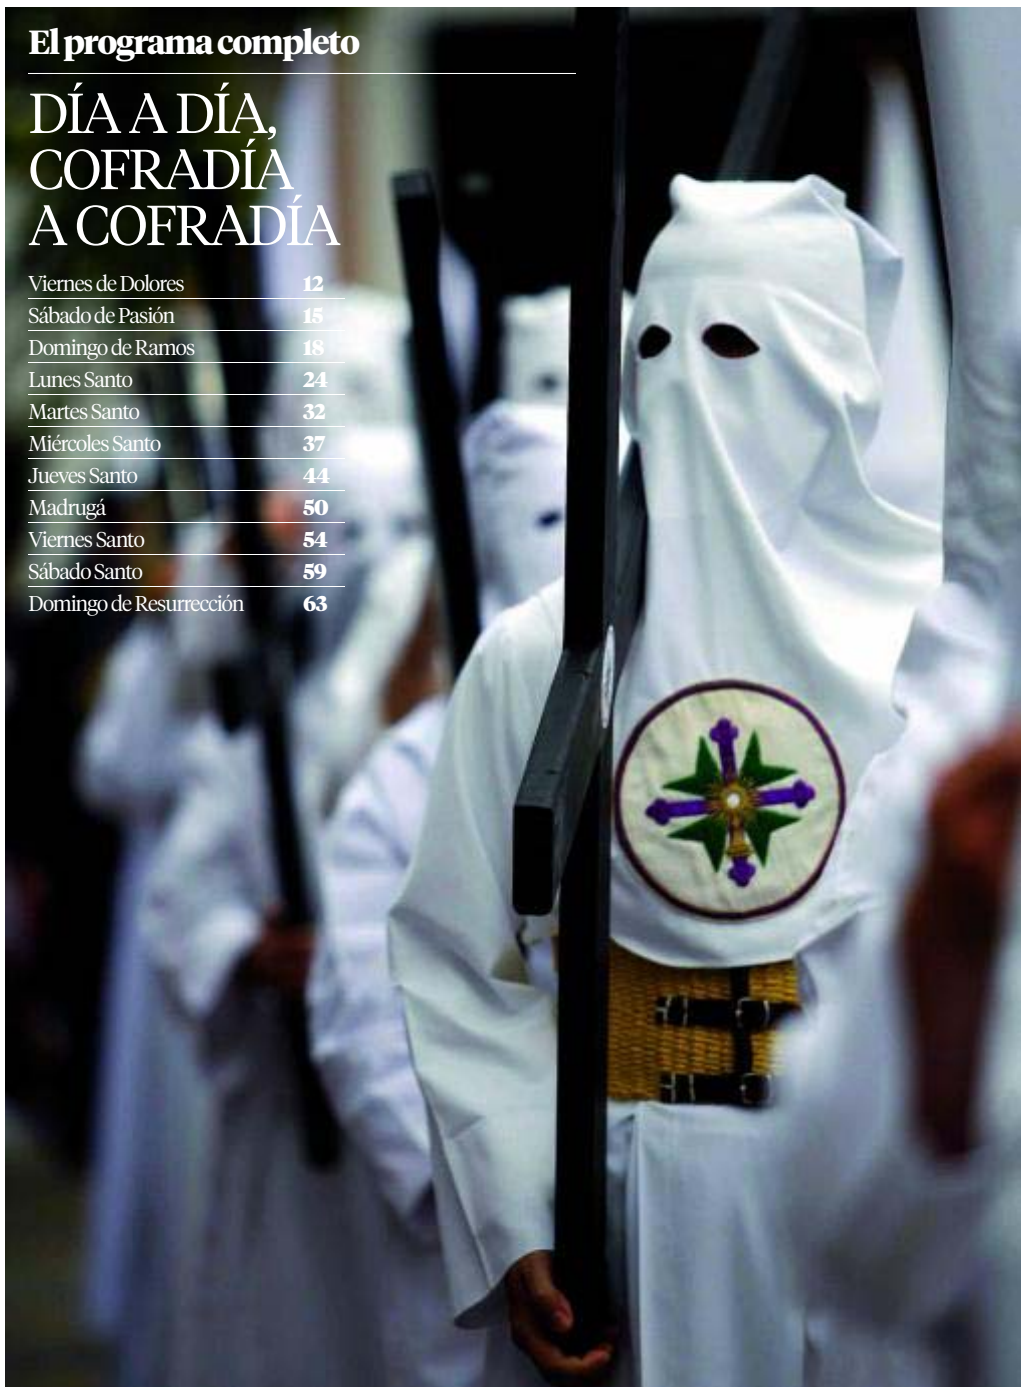 El programa completo
DÍA A DÍA,
COFRADÍA
A COFRADÍA
Viernes de Dolores 12
Sábado de Pasión 15
Domingo de Ramos 18
Lunes Santo 24
Martes Santo 32
Miércoles Santo 37
Jueves Santo 44
Madrugá 50
Viernes Santo 54
Sábado Santo 59
Domingo de Resurrección 63